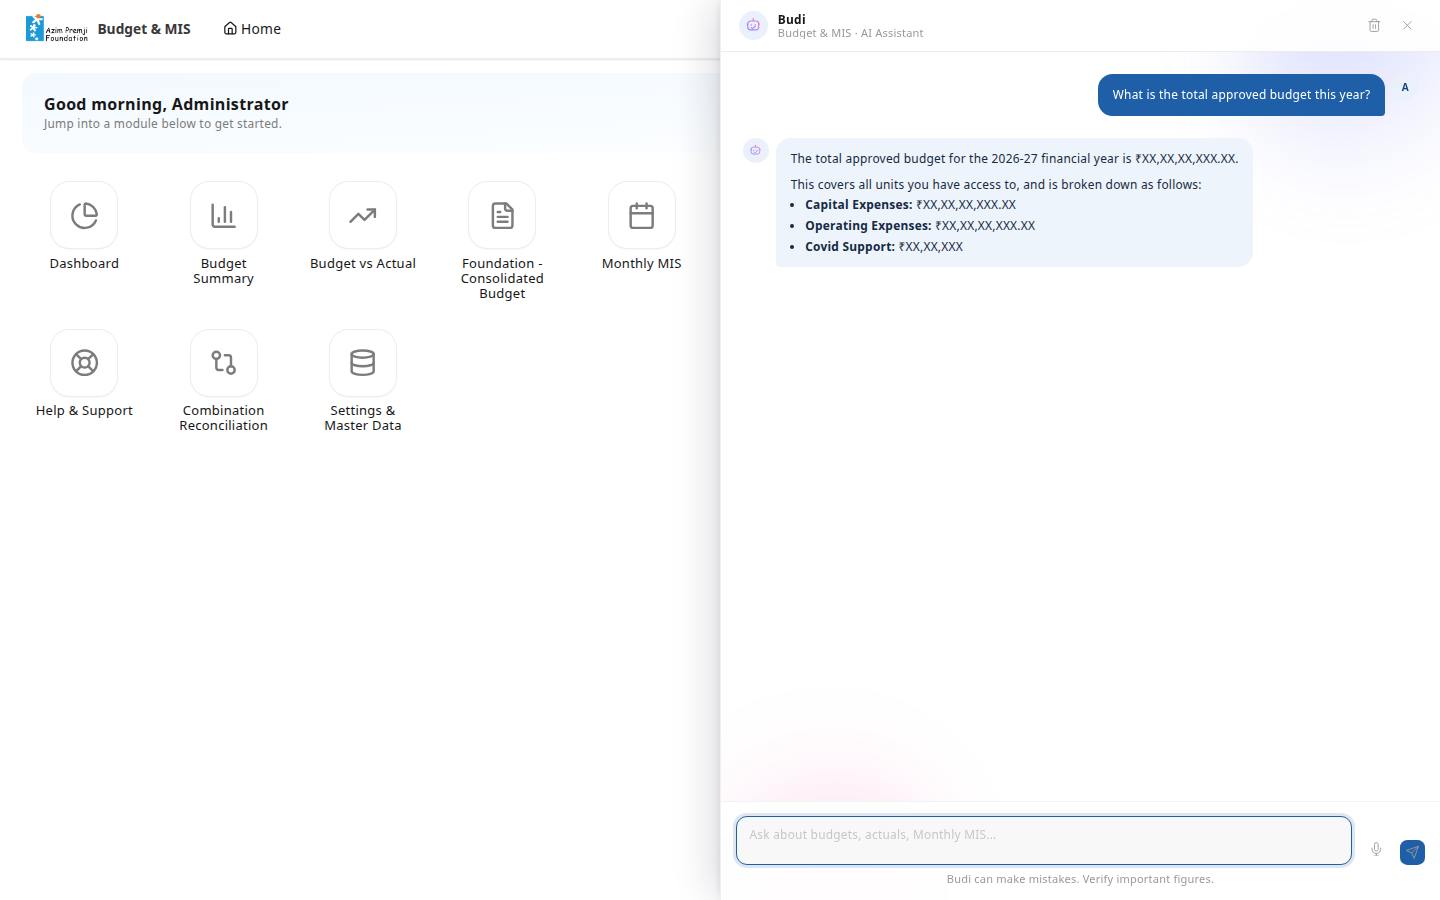 Azim Premji
Foundation
Budget & MIS
Home
Good morning, Administrator
Jump into a module below to get started.
Dashboard
Budget
Summary
Budget vs Actual
Foundation -
Consolidated
Budget
Monthly MIS
Help & Support
Combination
Reconciliation
Settings &
Master Data
Budi
Budget & MIS · AI Assistant
What is the total approved budget this year?
A
The total approved budget for the 2026-27 financial year is ₹XX,XX,XX,XXX.XX.
This covers all units you have access to, and is broken down as follows:
• Capital Expenses: ₹XX,XX,XX,XXX.XX
• Operating Expenses: ₹XX,XX,XX,XXX.XX
• Covid Support: ₹XX,XX,XXX
Ask about budgets, actuals, Monthly MIS...
Budi can make mistakes. Verify important figures.